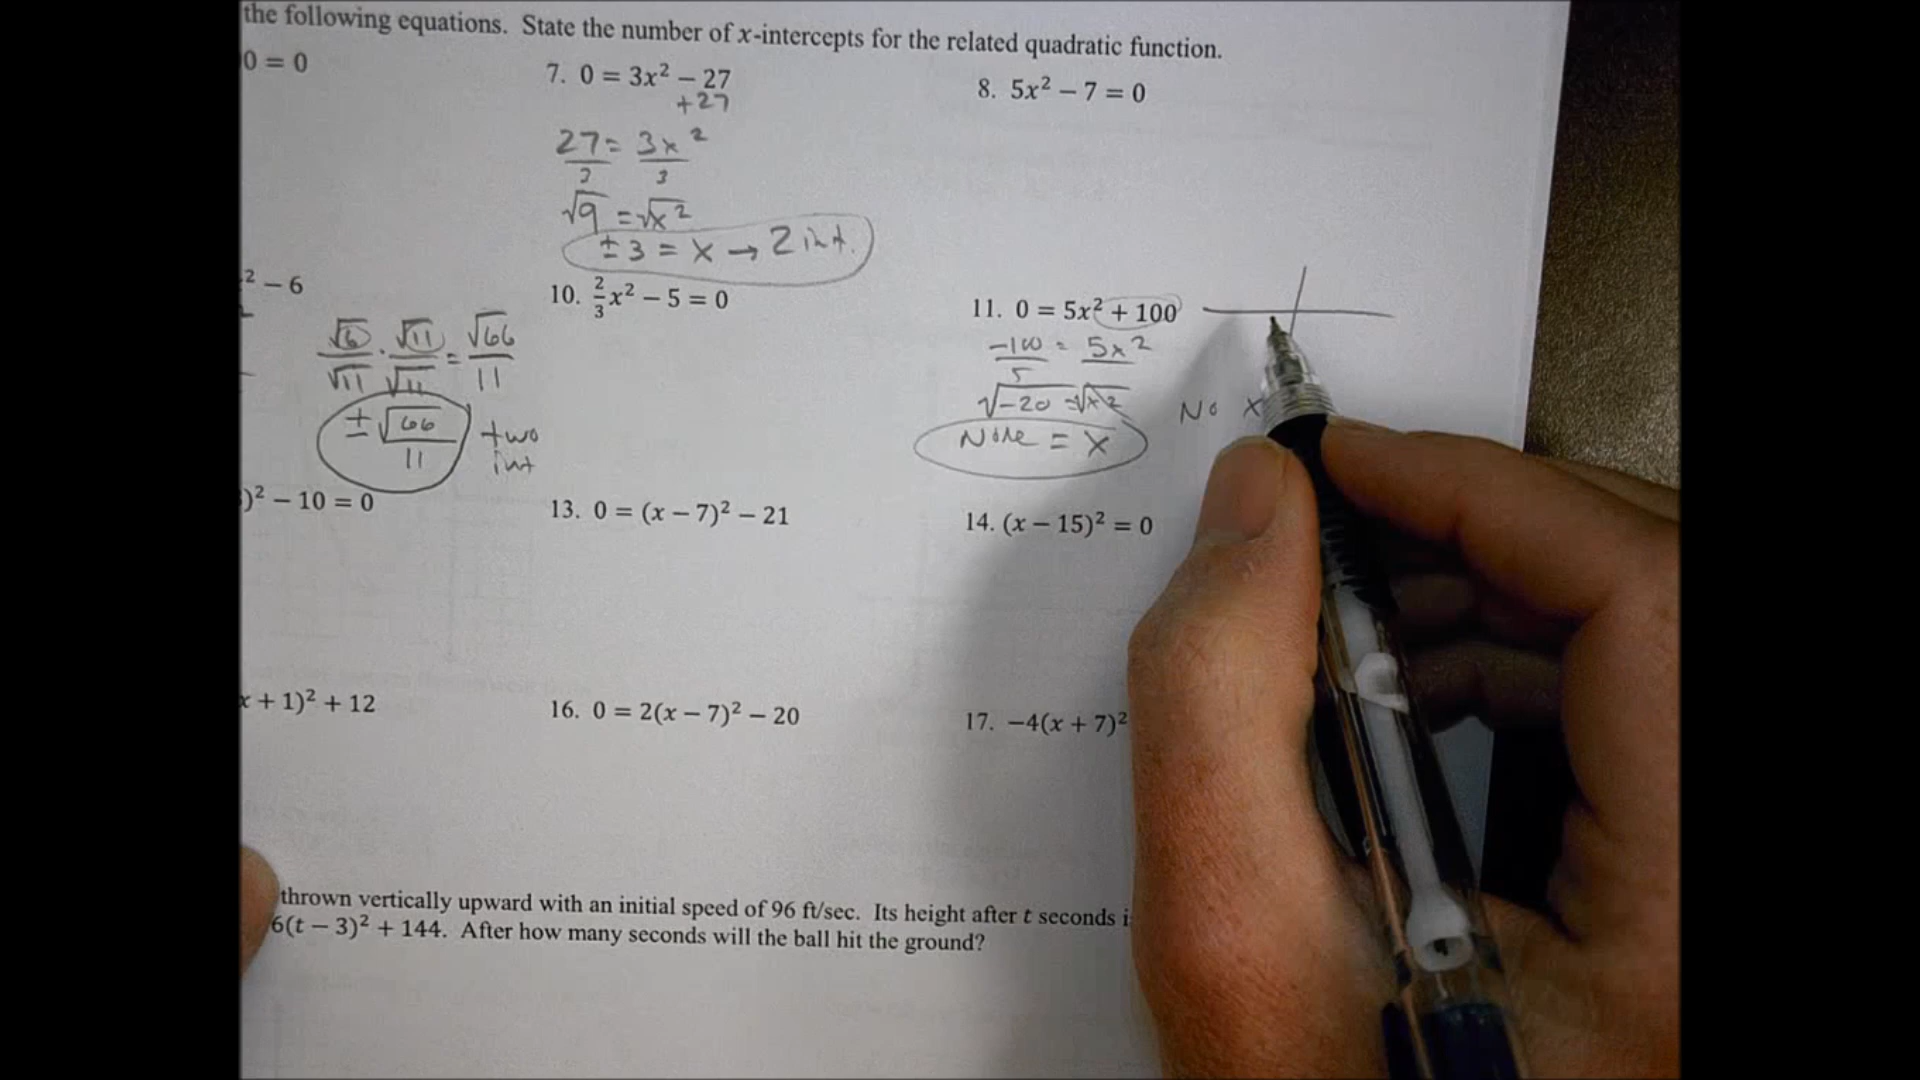 the following equations. State the number of x-intercepts for the related quadratic function.
0 = 0
7. 0 = 3x² − 27
+27
27 = 3x²
3 3
√9 = √x²
± 3 = x → 2 int.
8. 5x² − 7 = 0
² − 6
√6/√11 · √11/√11 = √66/11
± √66/11 two int
10. 2/3 x² − 5 = 0
11. 0 = 5x² + 100
−100 = 5x²
5
√−20 = √x²
None = x
No x
)² − 10 = 0
13. 0 = (x − 7)² − 21
14. (x − 15)² = 0
x + 1)² + 12
16. 0 = 2(x − 7)² − 20
17. −4(x + 7)²
thrown vertically upward with an initial speed of 96 ft/sec. Its height after t seconds i
6(t − 3)² + 144. After how many seconds will the ball hit the ground?